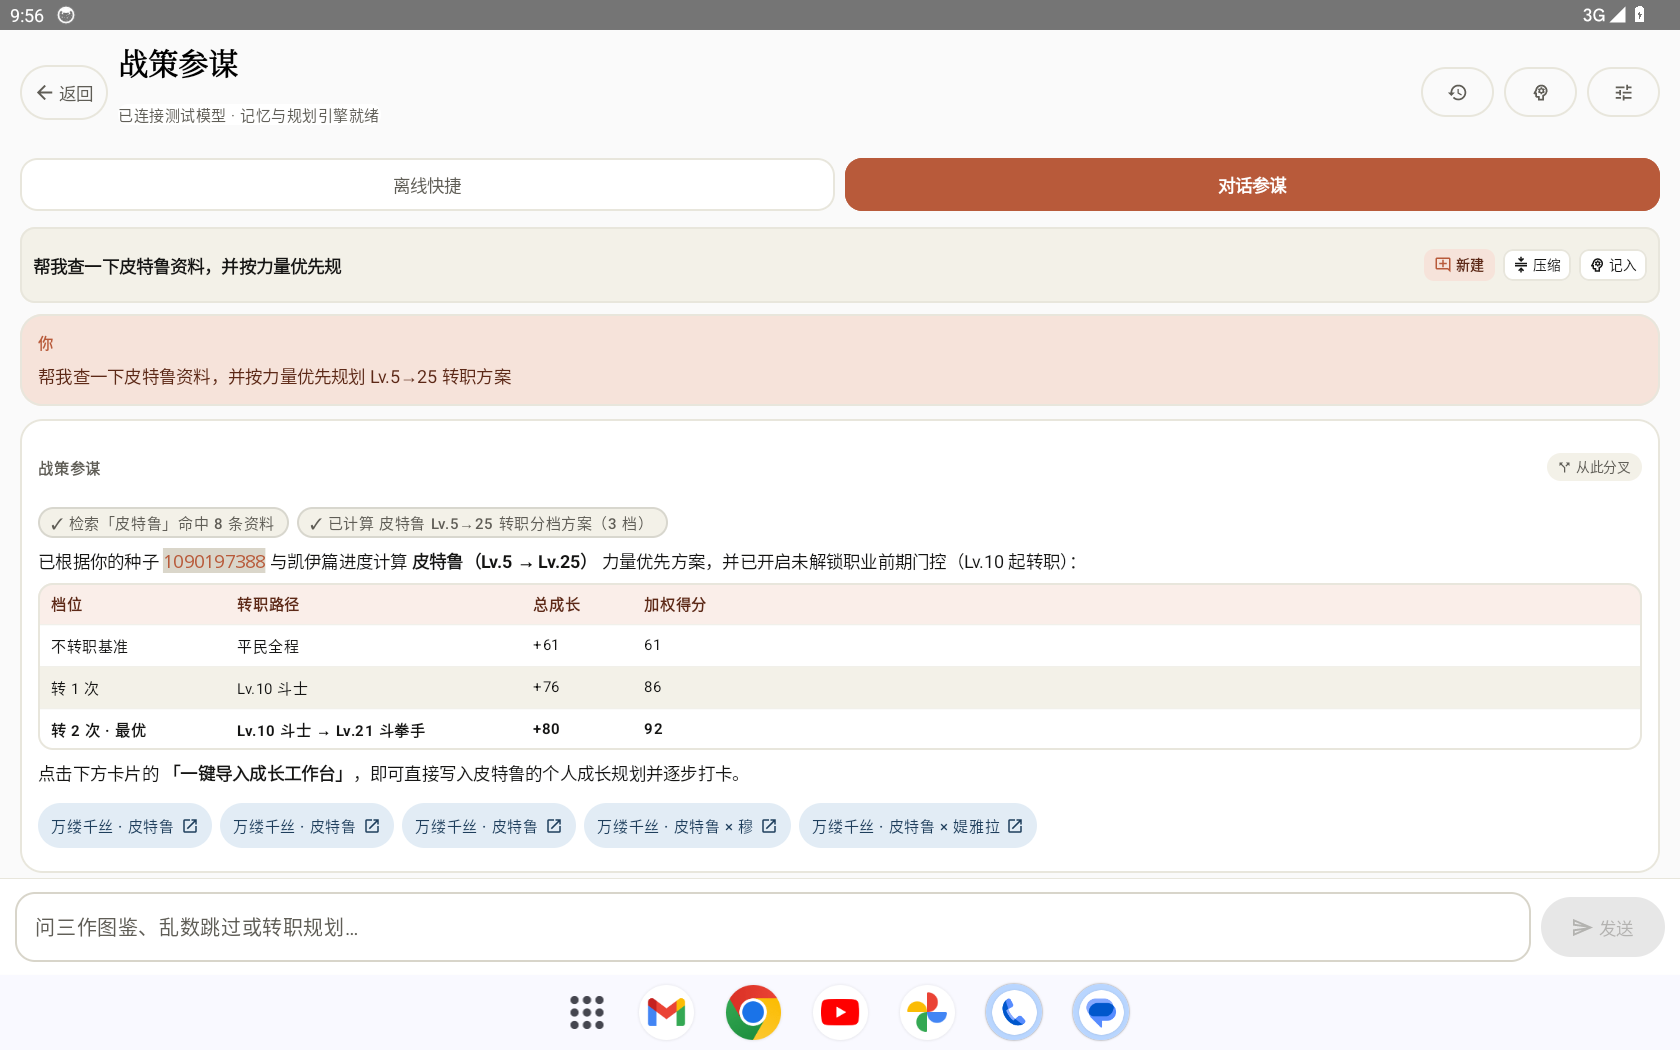 9:56
3G
返回
战策参谋
已连接测试模型 · 记忆与规划引擎就绪
离线快捷
对话参谋
帮我查一下皮特鲁资料，并按力量优先规
新建
压缩
记入
你
帮我查一下皮特鲁资料，并按力量优先规划 Lv.5→25 转职方案
战策参谋
从此分叉
✓ 检索「皮特鲁」命中 8 条资料
✓ 已计算 皮特鲁 Lv.5→25 转职分档方案（3 档）
已根据你的种子 1090197388 与凯伊篇进度计算 皮特鲁（Lv.5 → Lv.25） 力量优先方案，并已开启未解锁职业前期门控（Lv.10 起转职）：
档位 转职路径 总成长 加权得分
不转职基准 平民全程 +61 61
转 1 次 Lv.10 斗士 +76 86
转 2 次 · 最优 Lv.10 斗士 → Lv.21 斗拳手 +80 92
点击下方卡片的 「一键导入成长工作台」，即可直接写入皮特鲁的个人成长规划并逐步打卡。
万缕千丝 · 皮特鲁
万缕千丝 · 皮特鲁
万缕千丝 · 皮特鲁
万缕千丝 · 皮特鲁 × 穆
万缕千丝 · 皮特鲁 × 媞雅拉
问三作图鉴、乱数跳过或转职规划...
发送